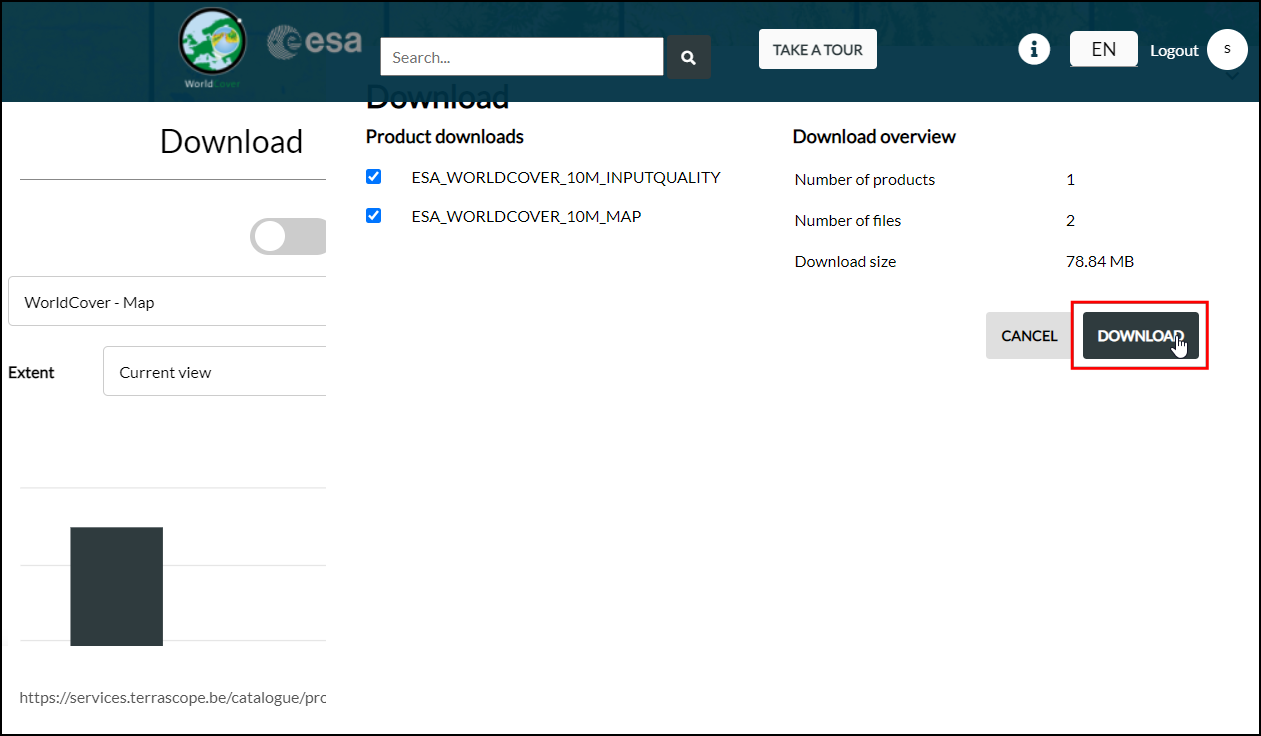 WorldCover
esa
Search...
TAKE A TOUR
EN
Logout
S
Download
Download
Product downloads
ESA_WORLDCOVER_10M_INPUTQUALITY
ESA_WORLDCOVER_10M_MAP
Download overview
Number of products 1
Number of files 2
Download size 78.84 MB
CANCEL
DOWNLOAD
WorldCover - Map
Extent
Current view
https://services.terrascope.be/catalogue/pro